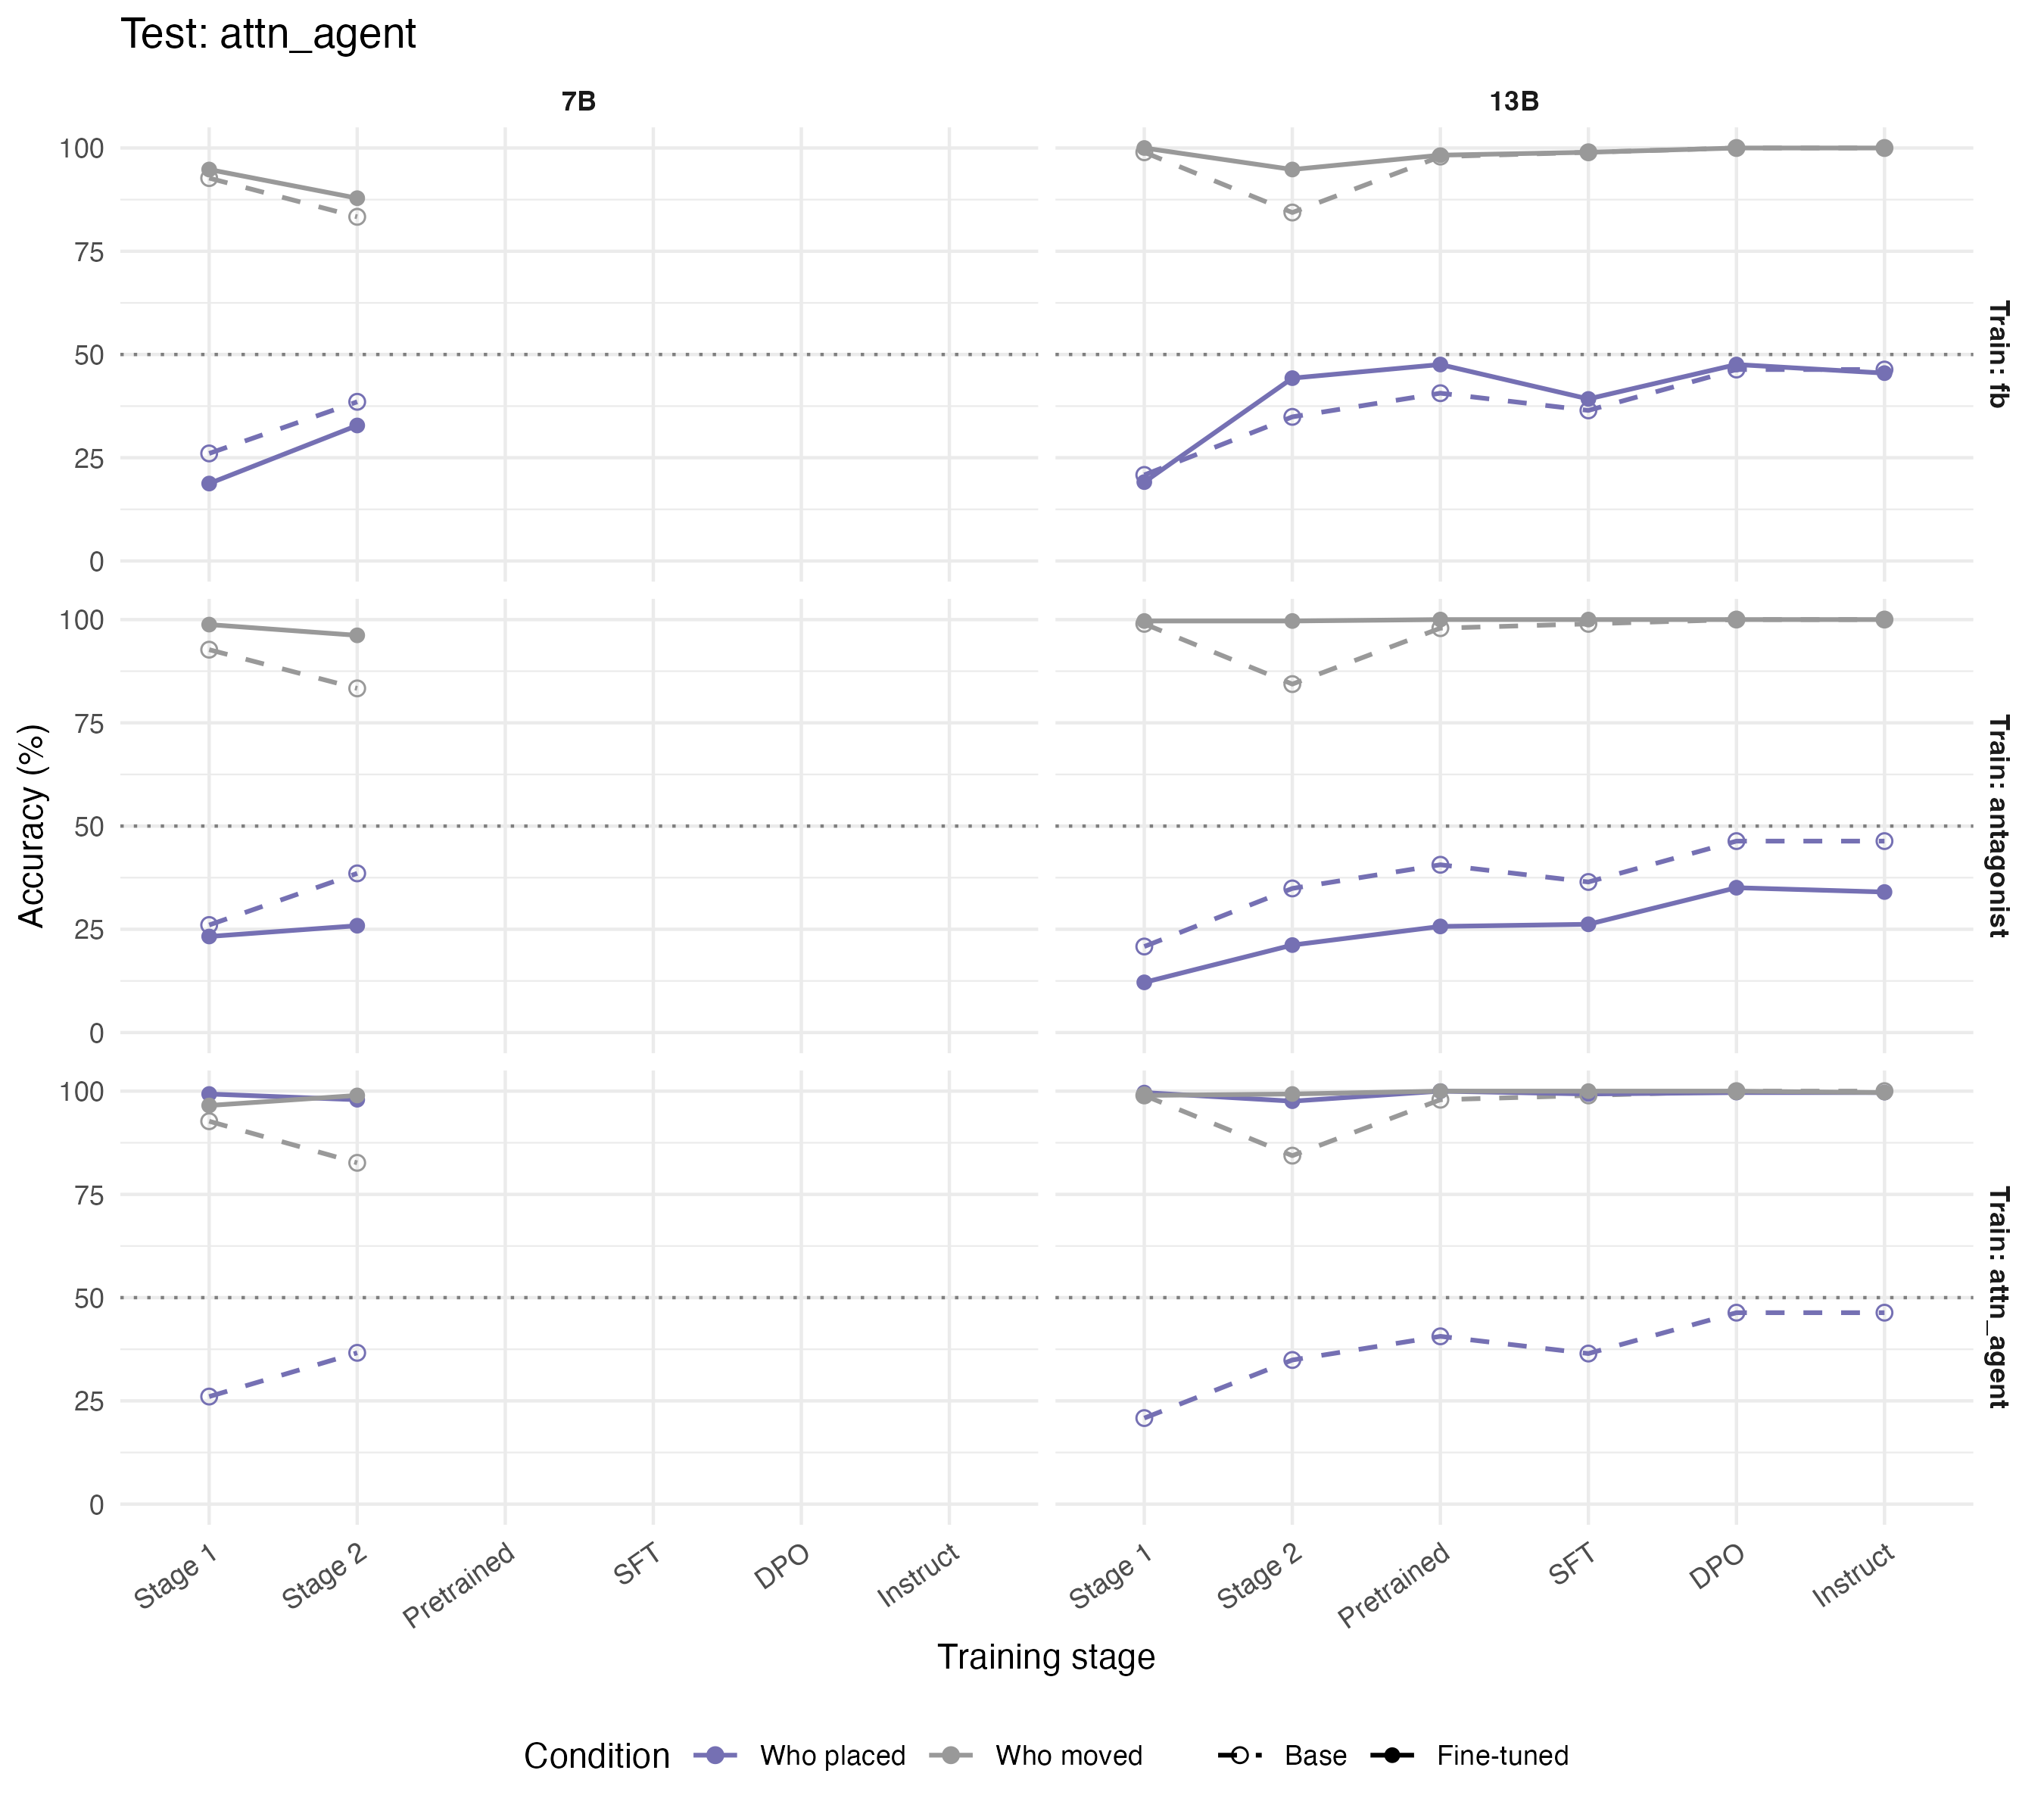 Test: attn_agent
7B
13B
100
75
50
25
0
Train: fb
100
75
50
25
0
Train: antagonist
100
75
50
25
0
Train: attn_agent
Accuracy (%)
Stage 1
Stage 2
Pretrained
SFT
DPO
Instruct
Stage 1
Stage 2
Pretrained
SFT
DPO
Instruct
Training stage
Condition Who placed Who moved Base Fine-tuned